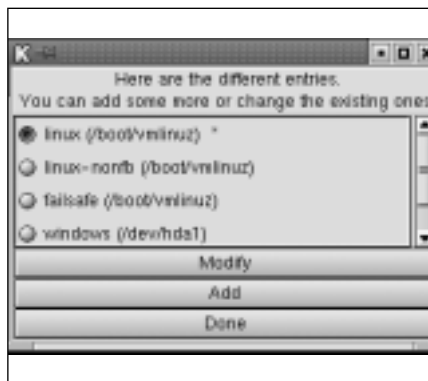 Here are the different entries.
You can add some more or change the existing ones
linux (/boot/vmlinuz) *
linux-nonfb (/boot/vmlinuz)
failsafe (/boot/vmlinuz)
windows (/dev/hda1)
Modify
Add
Done